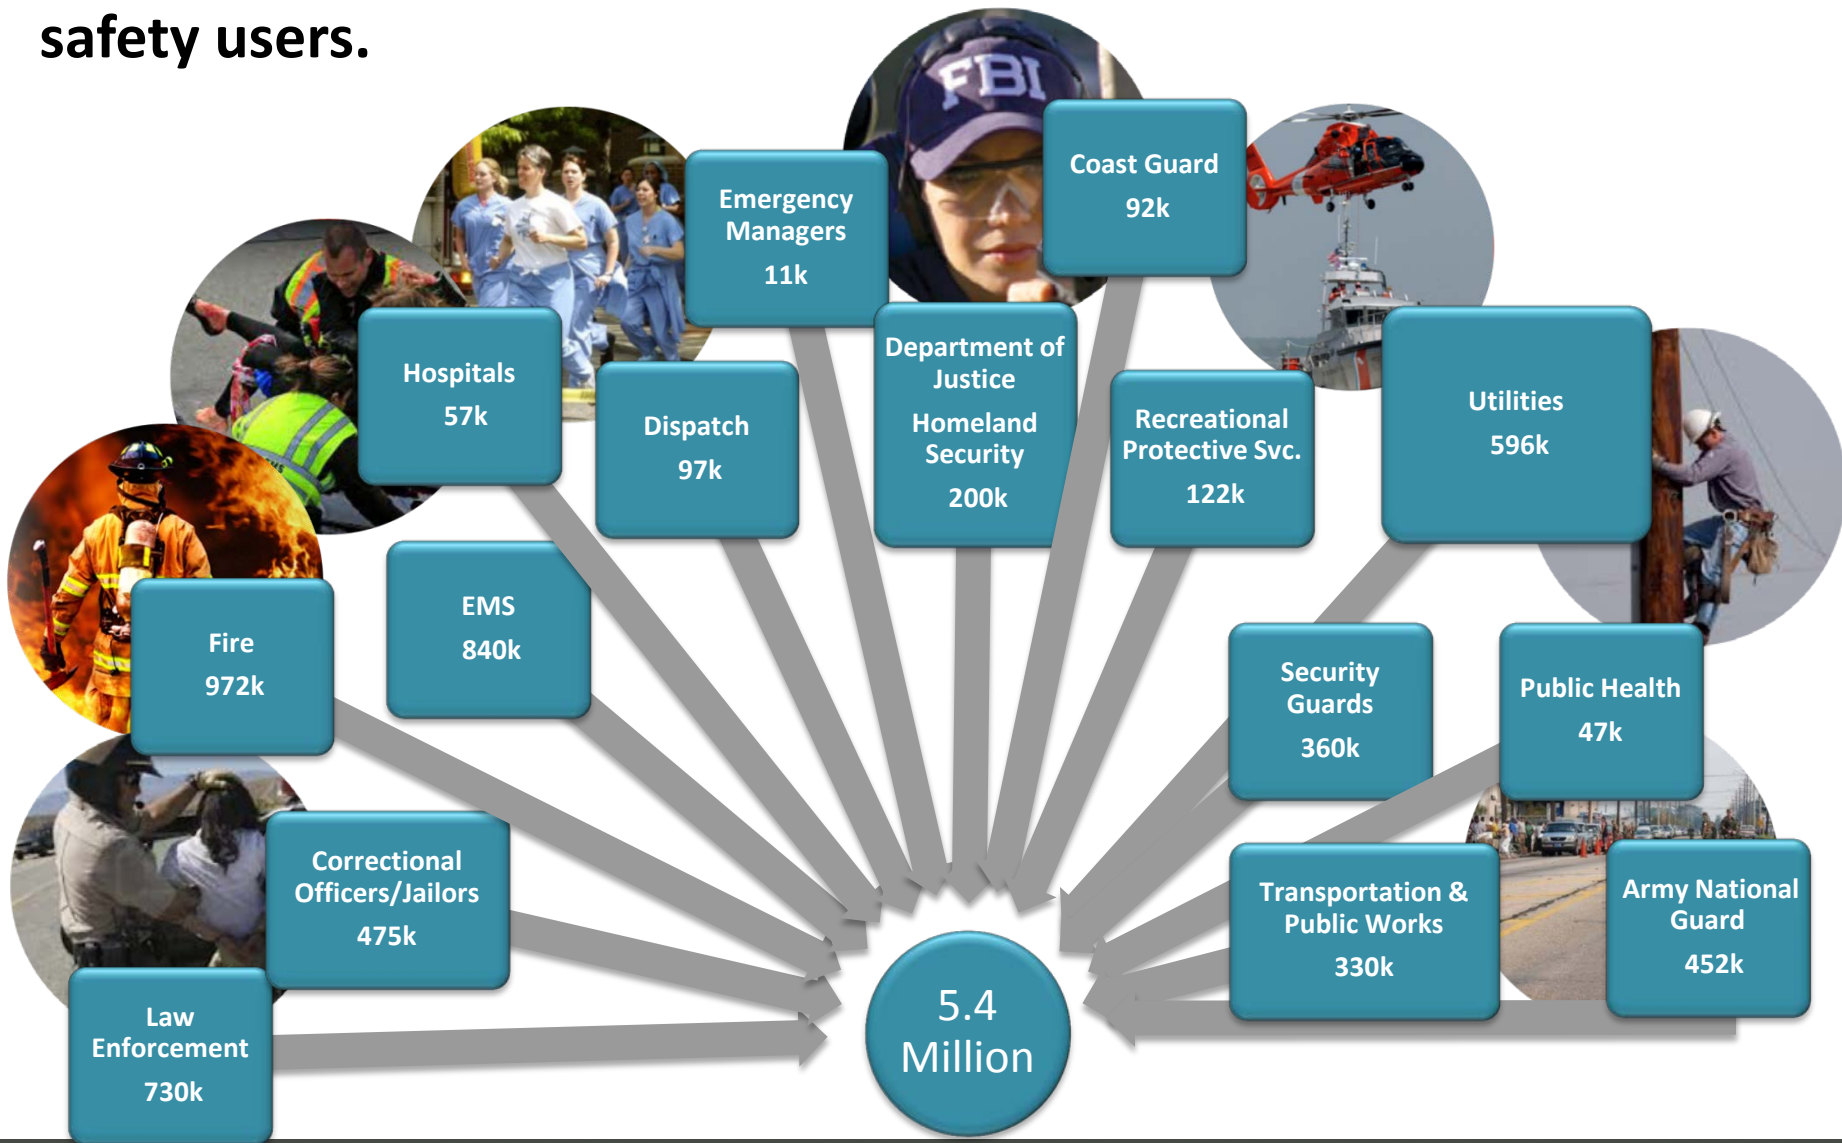 safety users.
FBI
Coast Guard
92k
Emergency
Managers
11k
Hospitals
57k
Dispatch
97k
Department of
Justice
Homeland
Security
200k
Recreational
Protective Svc.
122k
Utilities
596k
Fire
972k
EMS
840k
Security
Guards
360k
Public Health
47k
Correctional
Officers/Jailors
475k
Transportation &
Public Works
330k
Army National
Guard
452k
Law
Enforcement
730k
5.4
Million